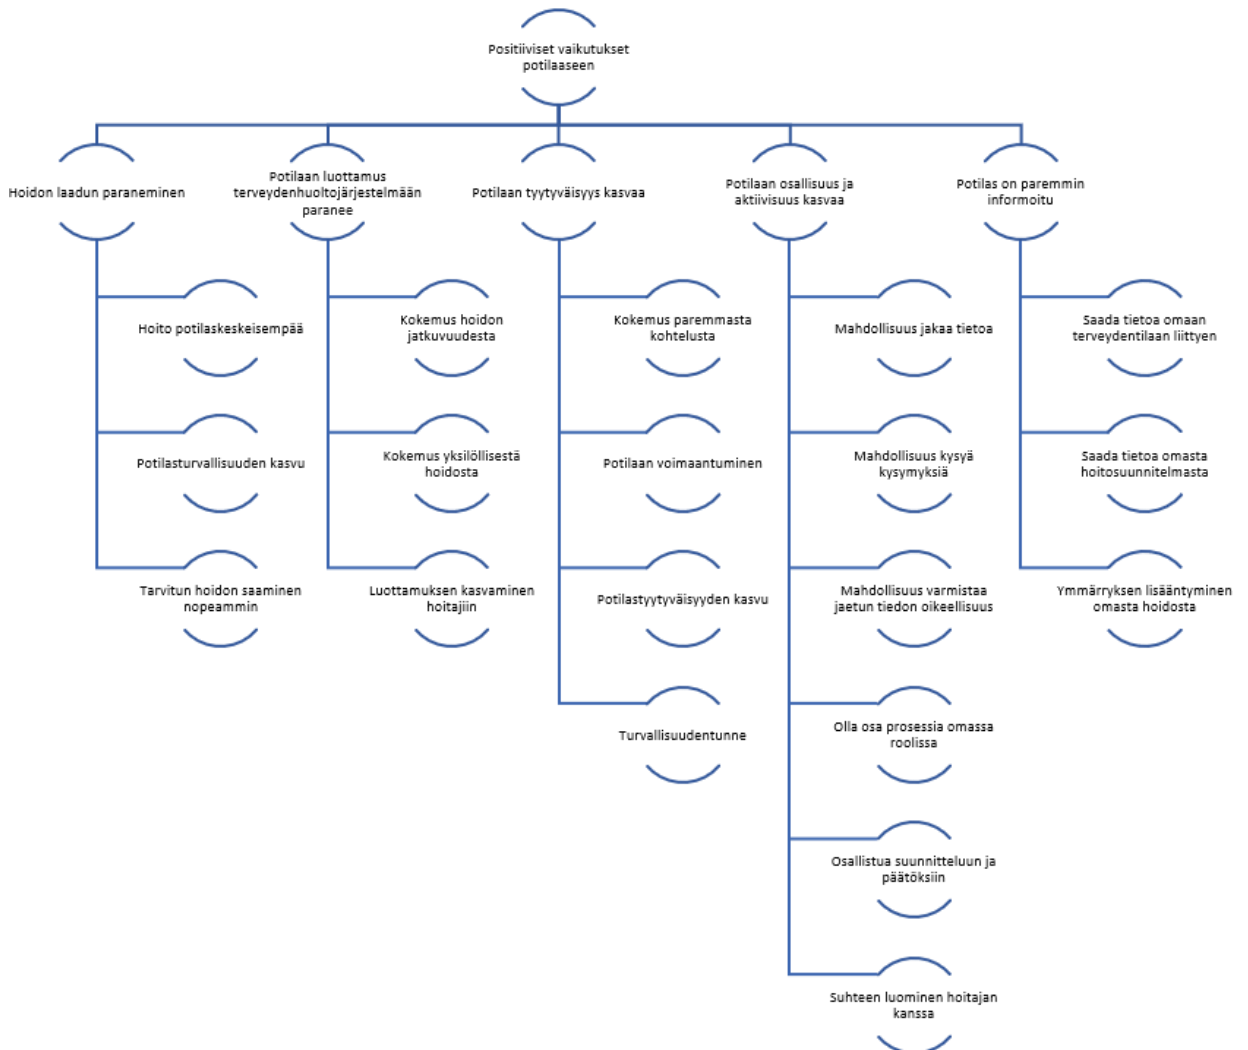 Positiiviset vaikutukset
potilaaseen
Hoidon laadun paraneminen
Potilaan luottamus
terveydenhuoltojärjestelmään
paranee
Potilaan tyytyväisyys kasvaa
Potilaan osallisuus ja
aktiivisuus kasvaa
Potilas on paremmin
informoitu
Hoito potilaskeskeisempää
Potilasturvallisuuden kasvu
Tarvitun hoidon saaminen
nopeammin
Kokemus hoidon
jatkuvuudesta
Kokemus yksilöllisestä
hoidosta
Luottamuksen kasvaminen
hoitajiin
Kokemus paremmasta
kohtelusta
Potilaan voimaantuminen
Potilastyytyväisyyden kasvu
Turvallisuudentunne
Mahdollisuus jakaa tietoa
Mahdollisuus kysyä
kysymyksiä
Mahdollisuus varmistaa
jaetun tiedon oikeellisuus
Olla osa prosessia omassa
roolissa
Osallistua suunnitteluun ja
päätöksiin
Suhteen luominen hoitajan
kanssa
Saada tietoa omaan
terveydentilaan liittyen
Saada tietoa omasta
hoitosuunnitelmasta
Ymmärryksen lisääntyminen
omasta hoidosta